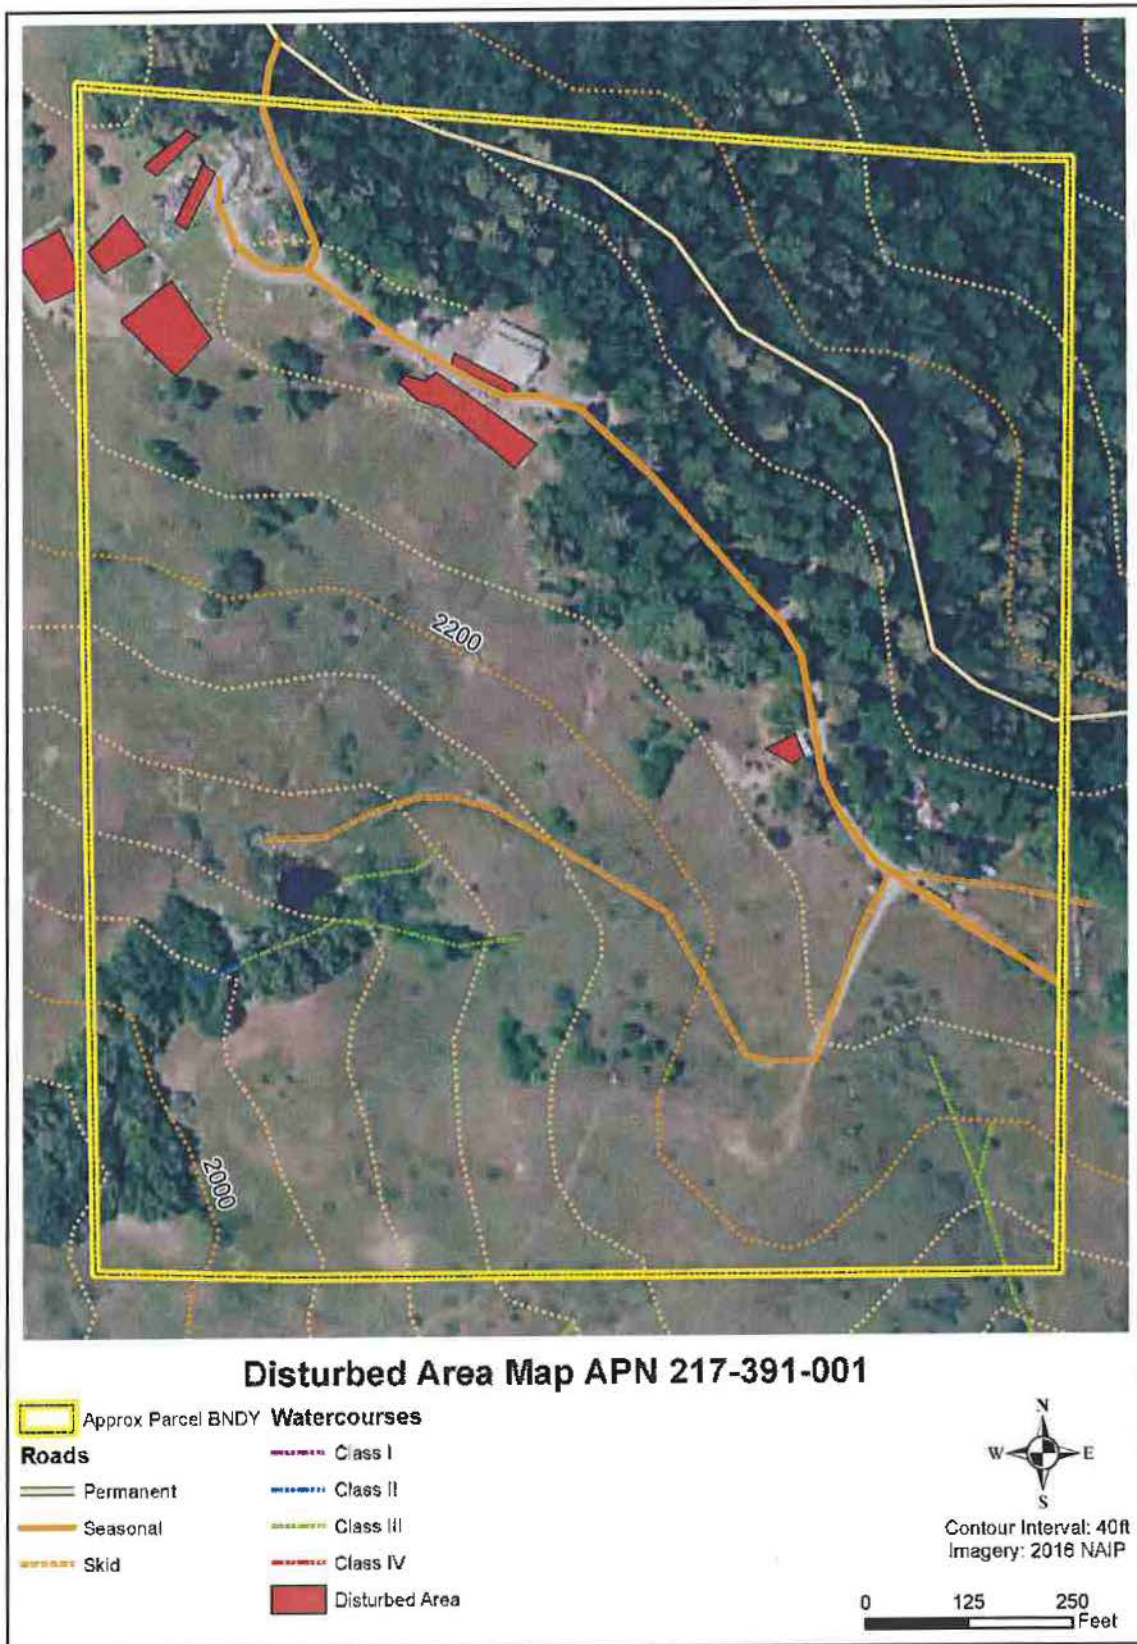 2200
2000
Disturbed Area Map APN 217-391-001
Approx Parcel BNDY
Roads
Permanent
Seasonal
Skid
Watercourses
Class I
Class II
Class III
Class IV
Disturbed Area
N
W E
S
Contour Interval: 40ft
Imagery: 2016 NAIP
0 125 250
Feet